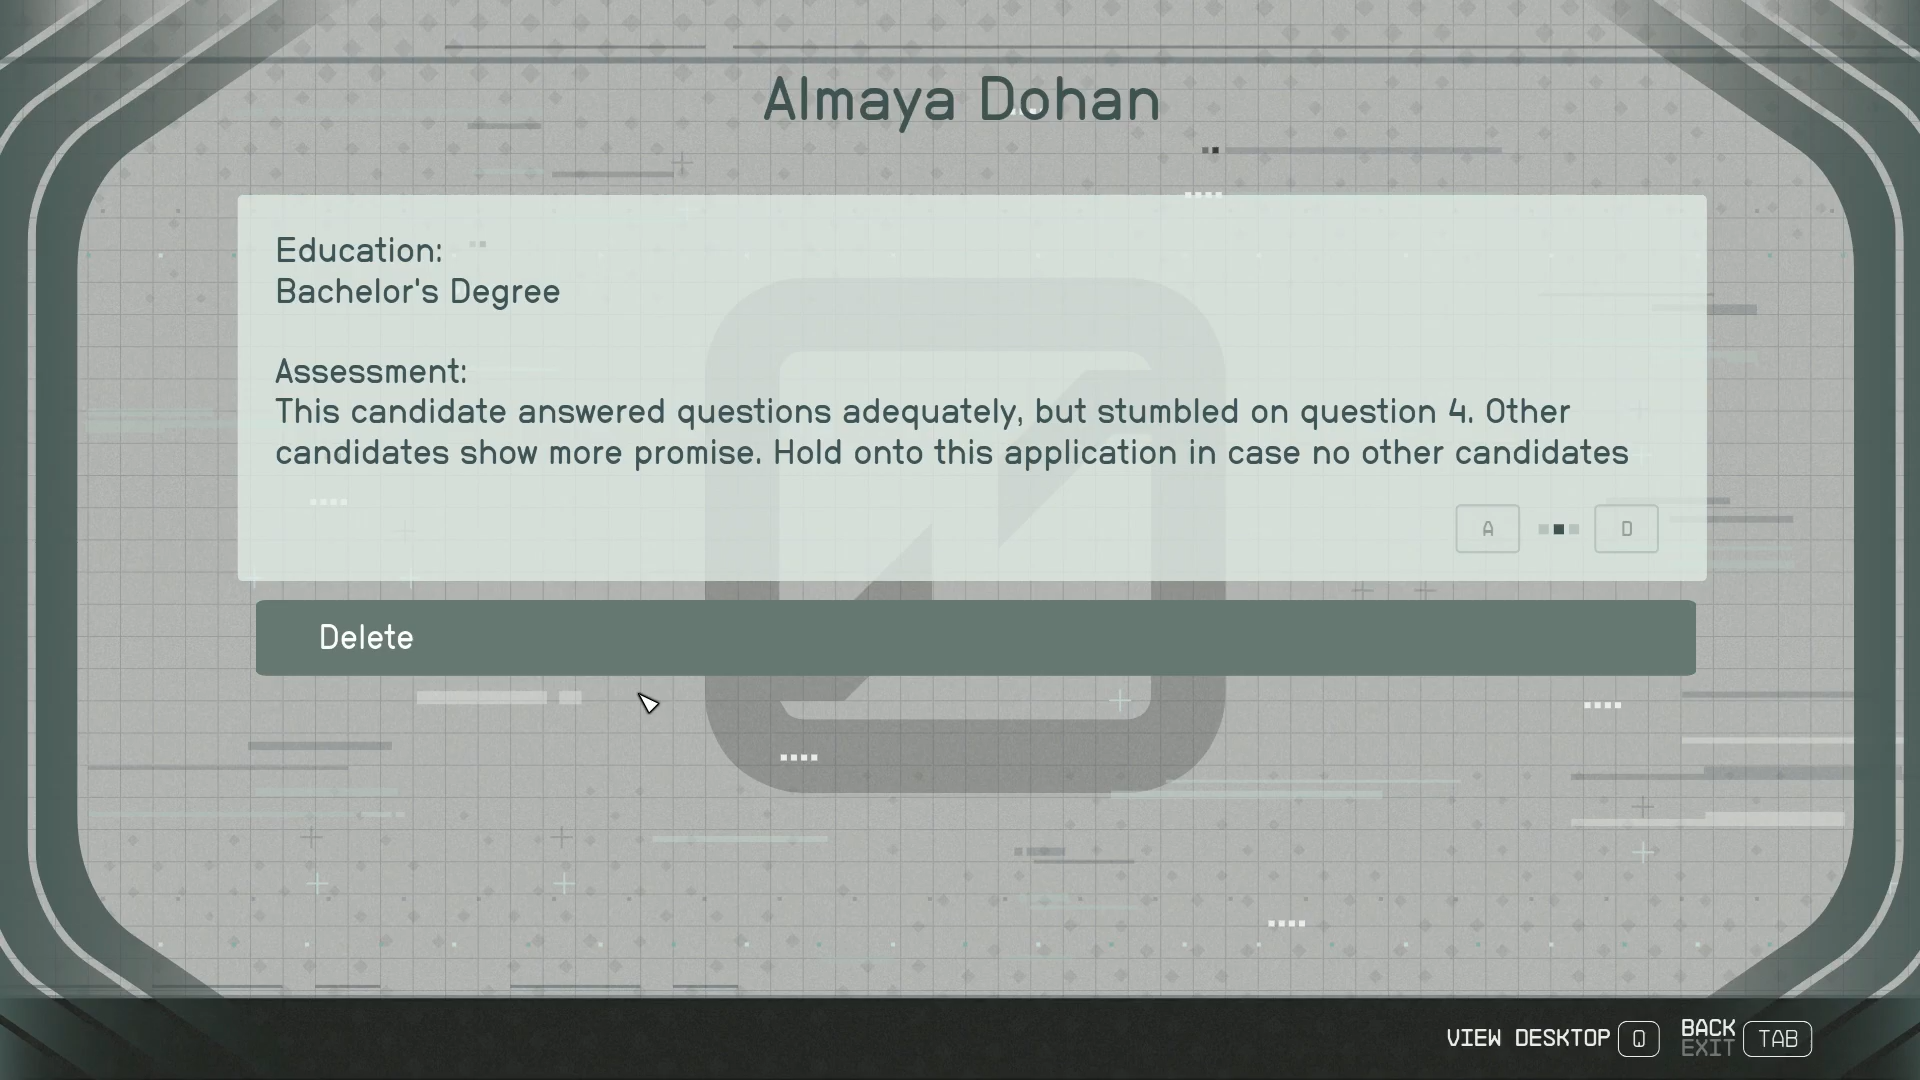 Almaya Dohan
Education:
Bachelor's Degree
Assessment:
This candidate answered questions adequately, but stumbled on question 4. Other
candidates show more promise. Hold onto this application in case no other candidates
A
D
Delete
VIEW DESKTOP Q
BACK
EXIT
TAB